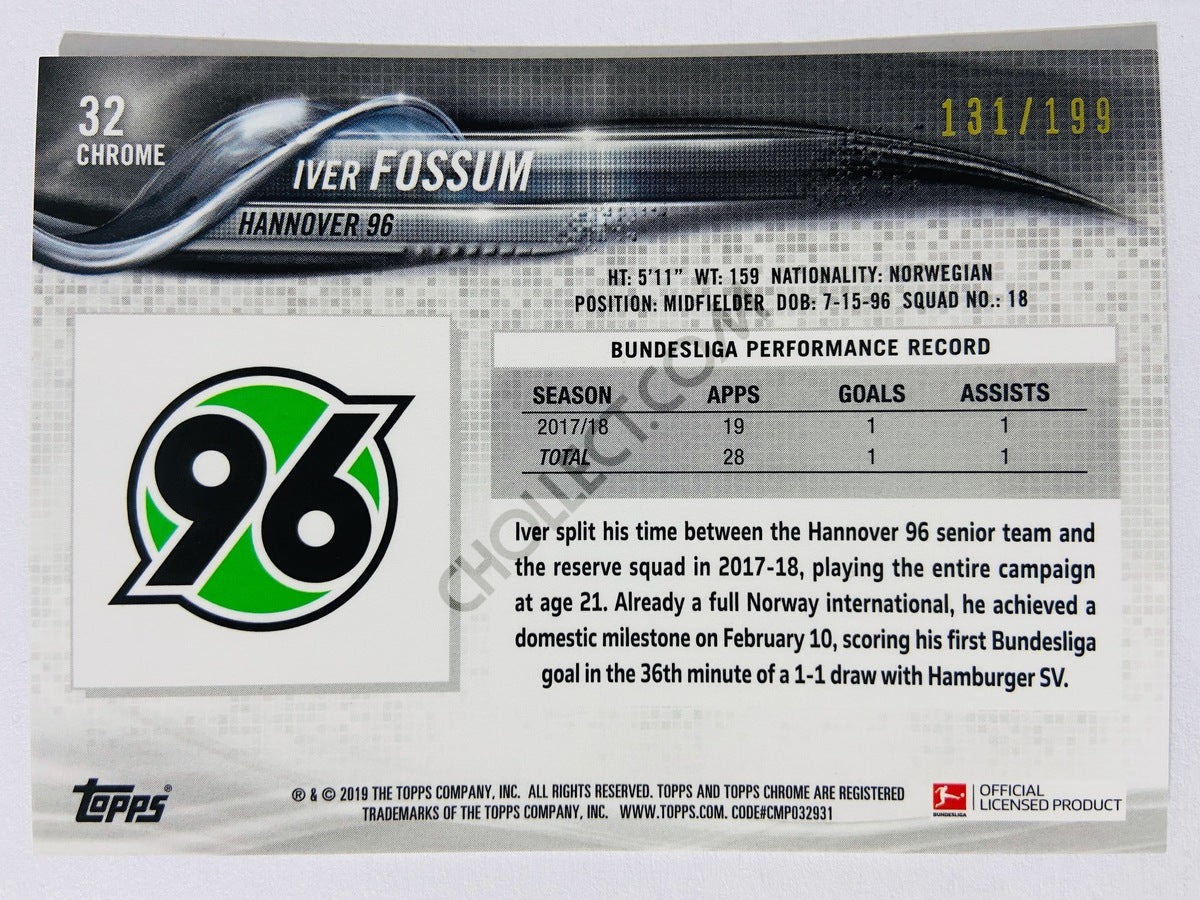 32
CHROME
131/199
IVER FOSSUM
HANNOVER 96
HT: 5'11" WT: 159 NATIONALITY: NORWEGIAN
POSITION: MIDFIELDER DOB: 7-15-96 SQUAD NO.: 18
96
BUNDESLIGA PERFORMANCE RECORD
SEASON APPS GOALS ASSISTS
2017/18 19 1 1
TOTAL 28 1 1
Iver split his time between the Hannover 96 senior team and
the reserve squad in 2017-18, playing the entire campaign
at age 21. Already a full Norway international, he achieved a
domestic milestone on February 10, scoring his first Bundesliga
goal in the 36th minute of a 1-1 draw with Hamburger SV.
CHOLLECT.COM
Topps®
® & © 2019 THE TOPPS COMPANY, INC. ALL RIGHTS RESERVED. TOPPS AND TOPPS CHROME ARE REGISTERED
TRADEMARKS OF THE TOPPS COMPANY, INC. WWW.TOPPS.COM. CODE#CMP032931
BUNDESLIGA
OFFICIAL
LICENSED PRODUCT